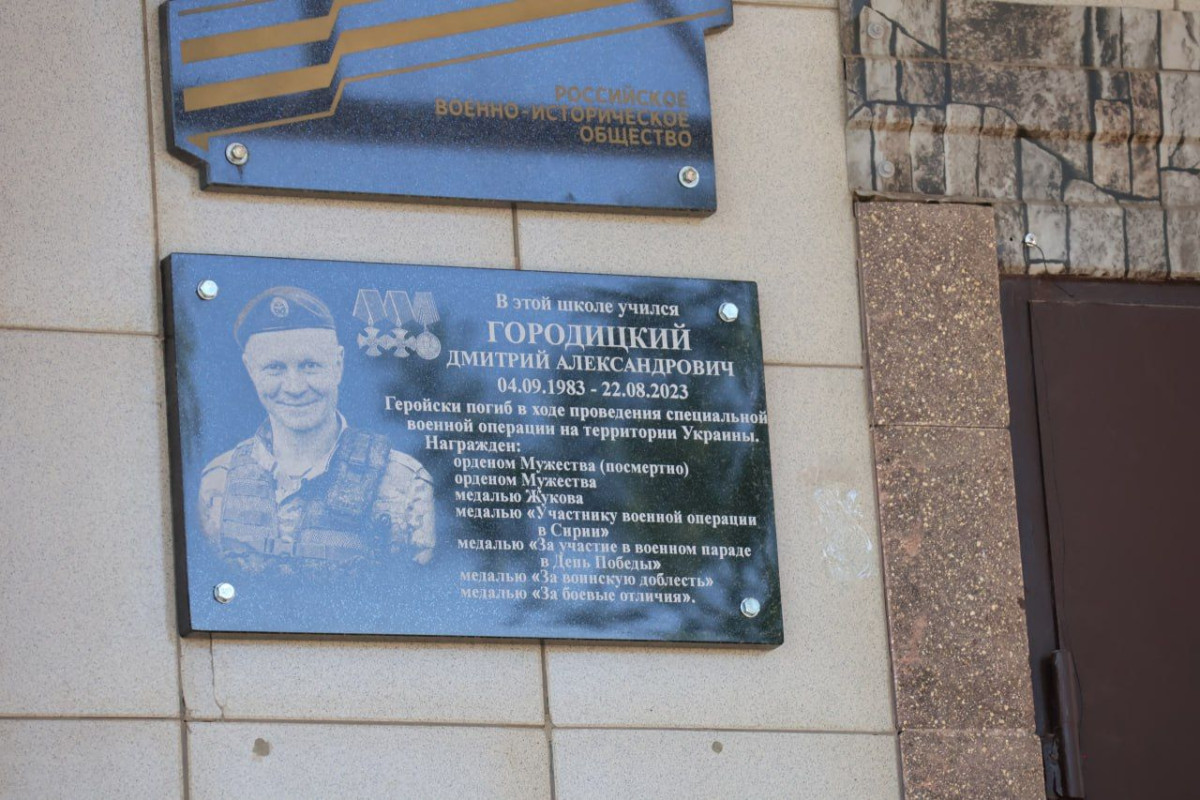 РОССИЙСКОЕ
ВОЕННО-ИСТОРИЧЕСКОЕ
ОБЩЕСТВО
В этой школе учился
ГОРОДИЦКИЙ
ДМИТРИЙ АЛЕКСАНДРОВИЧ
04.09.1983 - 22.08.2023
Геройски погиб в ходе проведения специальной
военной операции на территории Украины.
Награжден:
орденом Мужества (посмертно)
орденом Мужества
медалью Жукова
медалью «Участнику военной операции
в Сирии»
медалью «За участие в военном параде
в День Победы»
медалью «За воинскую доблесть»
медалью «За боевые отличия».